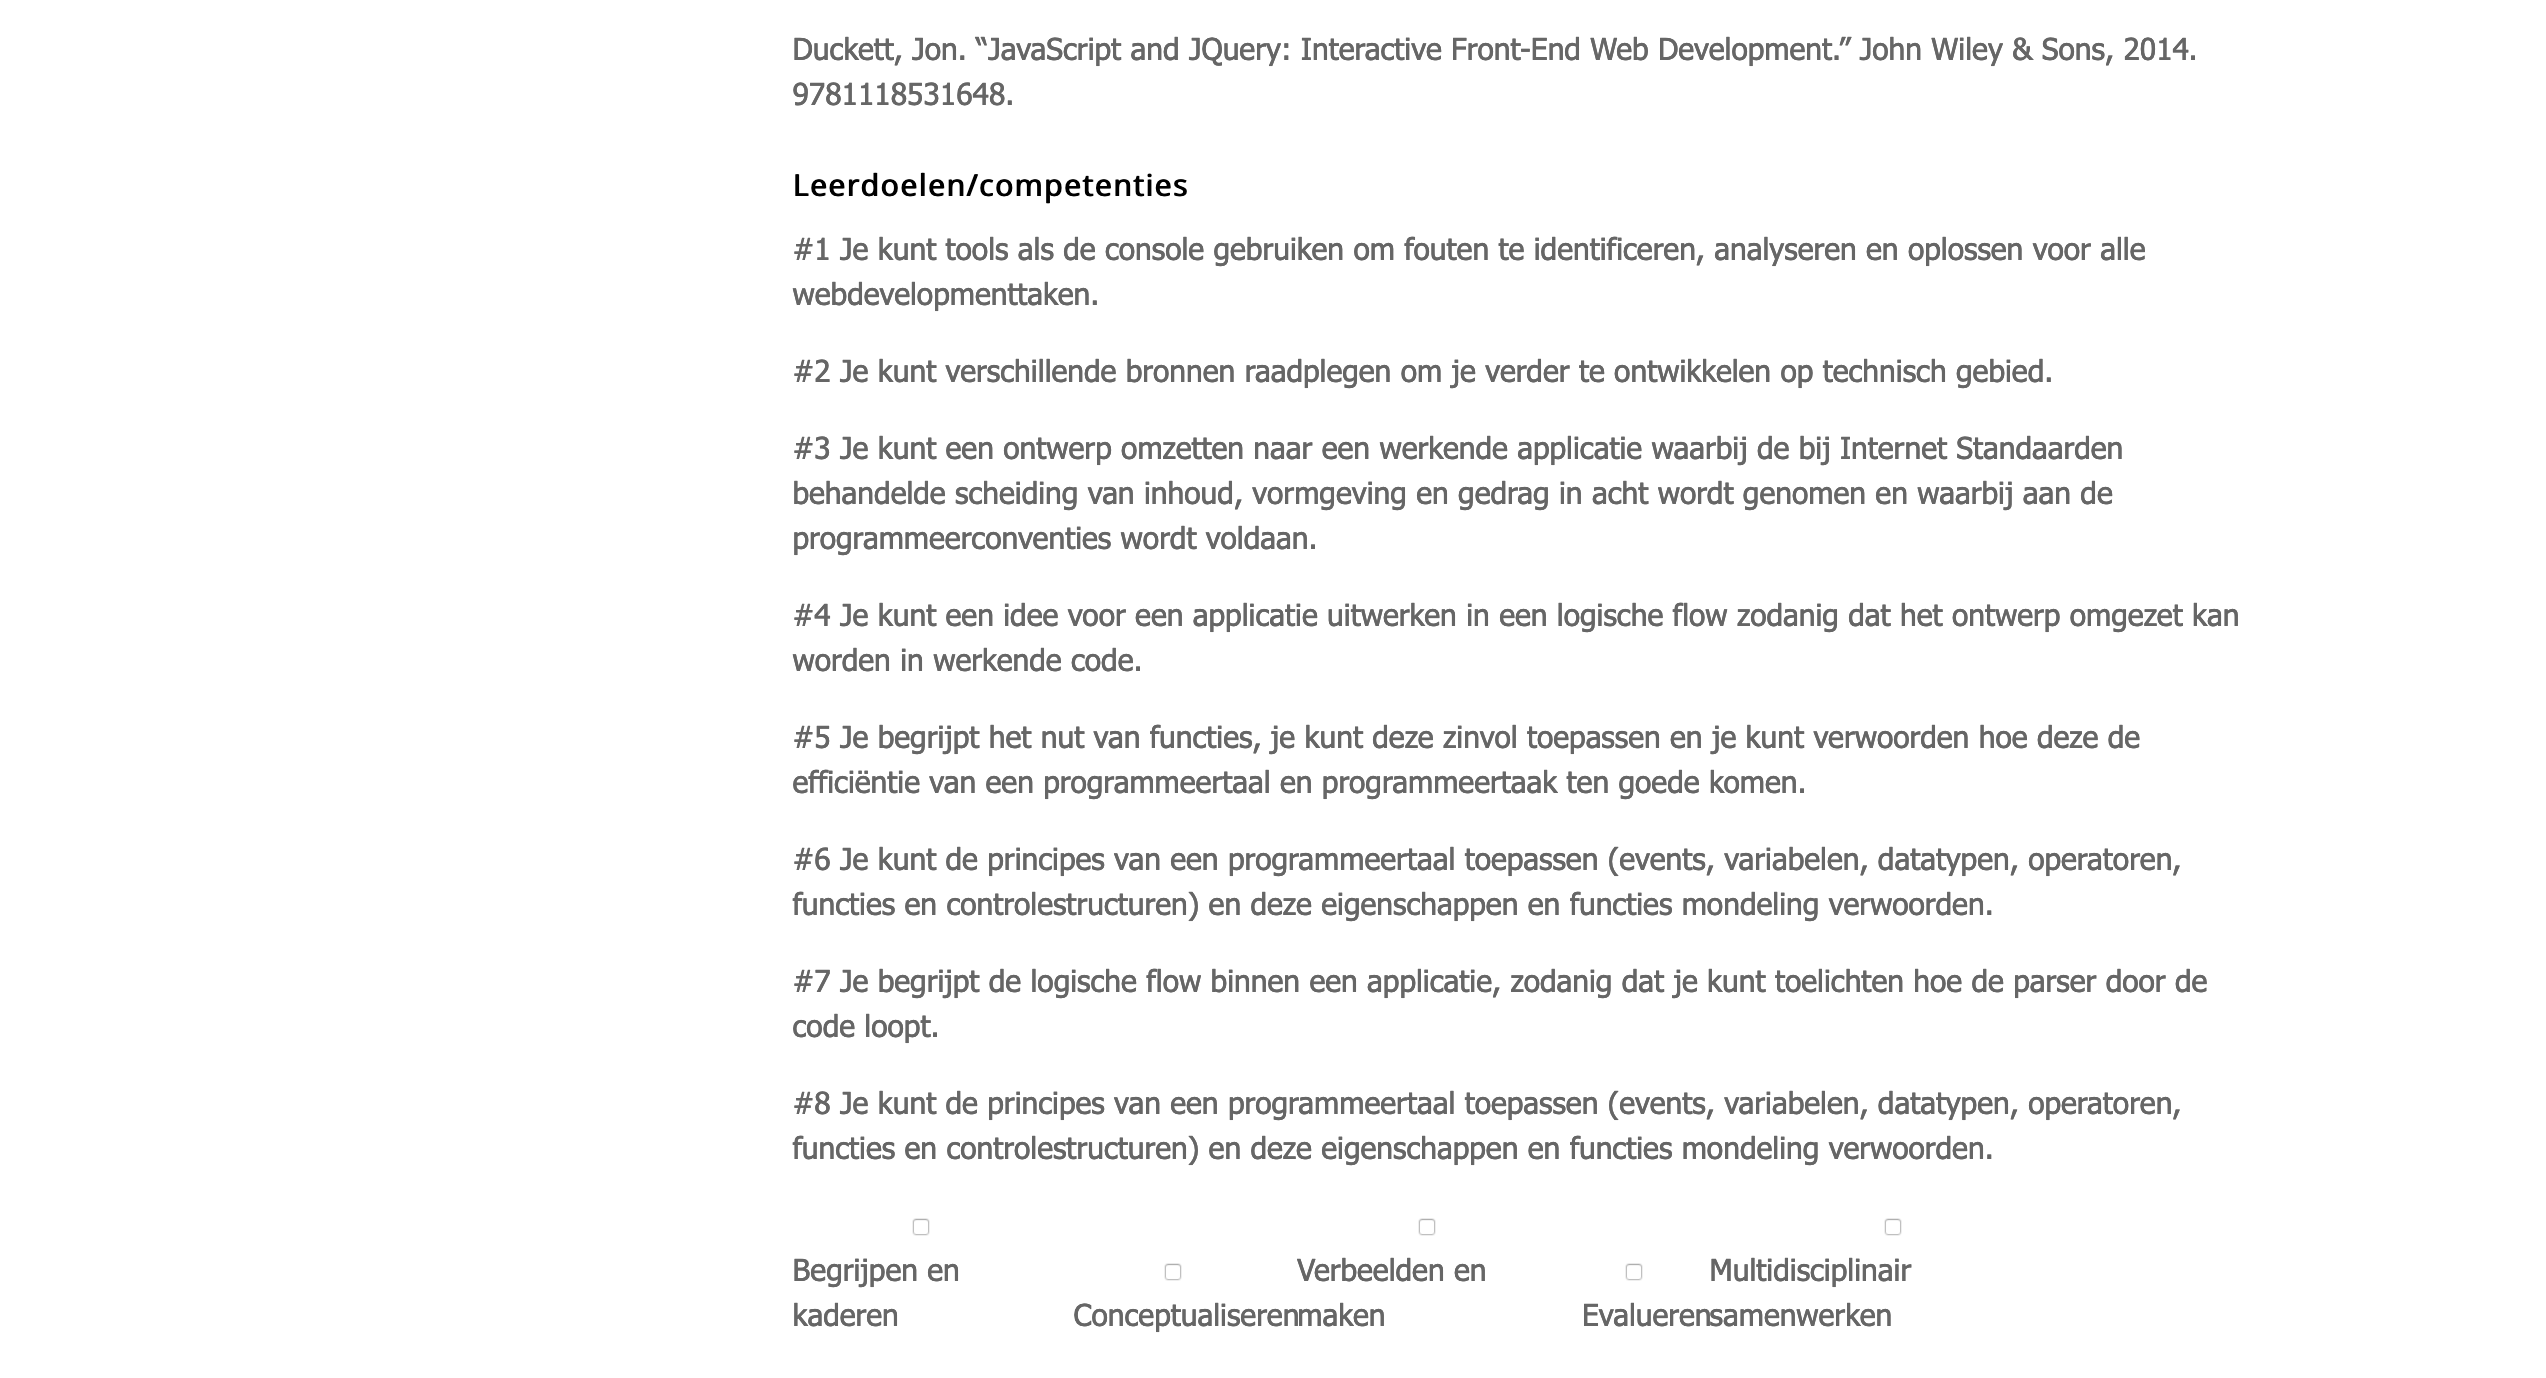 Duckett, Jon. “JavaScript and JQuery: Interactive Front-End Web Development.” John Wiley & Sons, 2014.
9781118531648.
Leerdoelen/competenties
#1 Je kunt tools als de console gebruiken om fouten te identificeren, analyseren en oplossen voor alle
webdevelopmenttaken.
#2 Je kunt verschillende bronnen raadplegen om je verder te ontwikkelen op technisch gebied.
#3 Je kunt een ontwerp omzetten naar een werkende applicatie waarbij de bij Internet Standaarden
behandelde scheiding van inhoud, vormgeving en gedrag in acht wordt genomen en waarbij aan de
programmeerconventies wordt voldaan.
#4 Je kunt een idee voor een applicatie uitwerken in een logische flow zodanig dat het ontwerp omgezet kan
worden in werkende code.
#5 Je begrijpt het nut van functies, je kunt deze zinvol toepassen en je kunt verwoorden hoe deze de
efficiëntie van een programmeertaal en programmeertaak ten goede komen.
#6 Je kunt de principes van een programmeertaal toepassen (events, variabelen, datatypen, operatoren,
functies en controlestructuren) en deze eigenschappen en functies mondeling verwoorden.
#7 Je begrijpt de logische flow binnen een applicatie, zodanig dat je kunt toelichten hoe de parser door de
code loopt.
#8 Je kunt de principes van een programmeertaal toepassen (events, variabelen, datatypen, operatoren,
functies en controlestructuren) en deze eigenschappen en functies mondeling verwoorden.
Begrijpen en
kaderen
Conceptualiseren
Verbeelden en
maken
Evalueren
Multidisciplinair
samenwerken